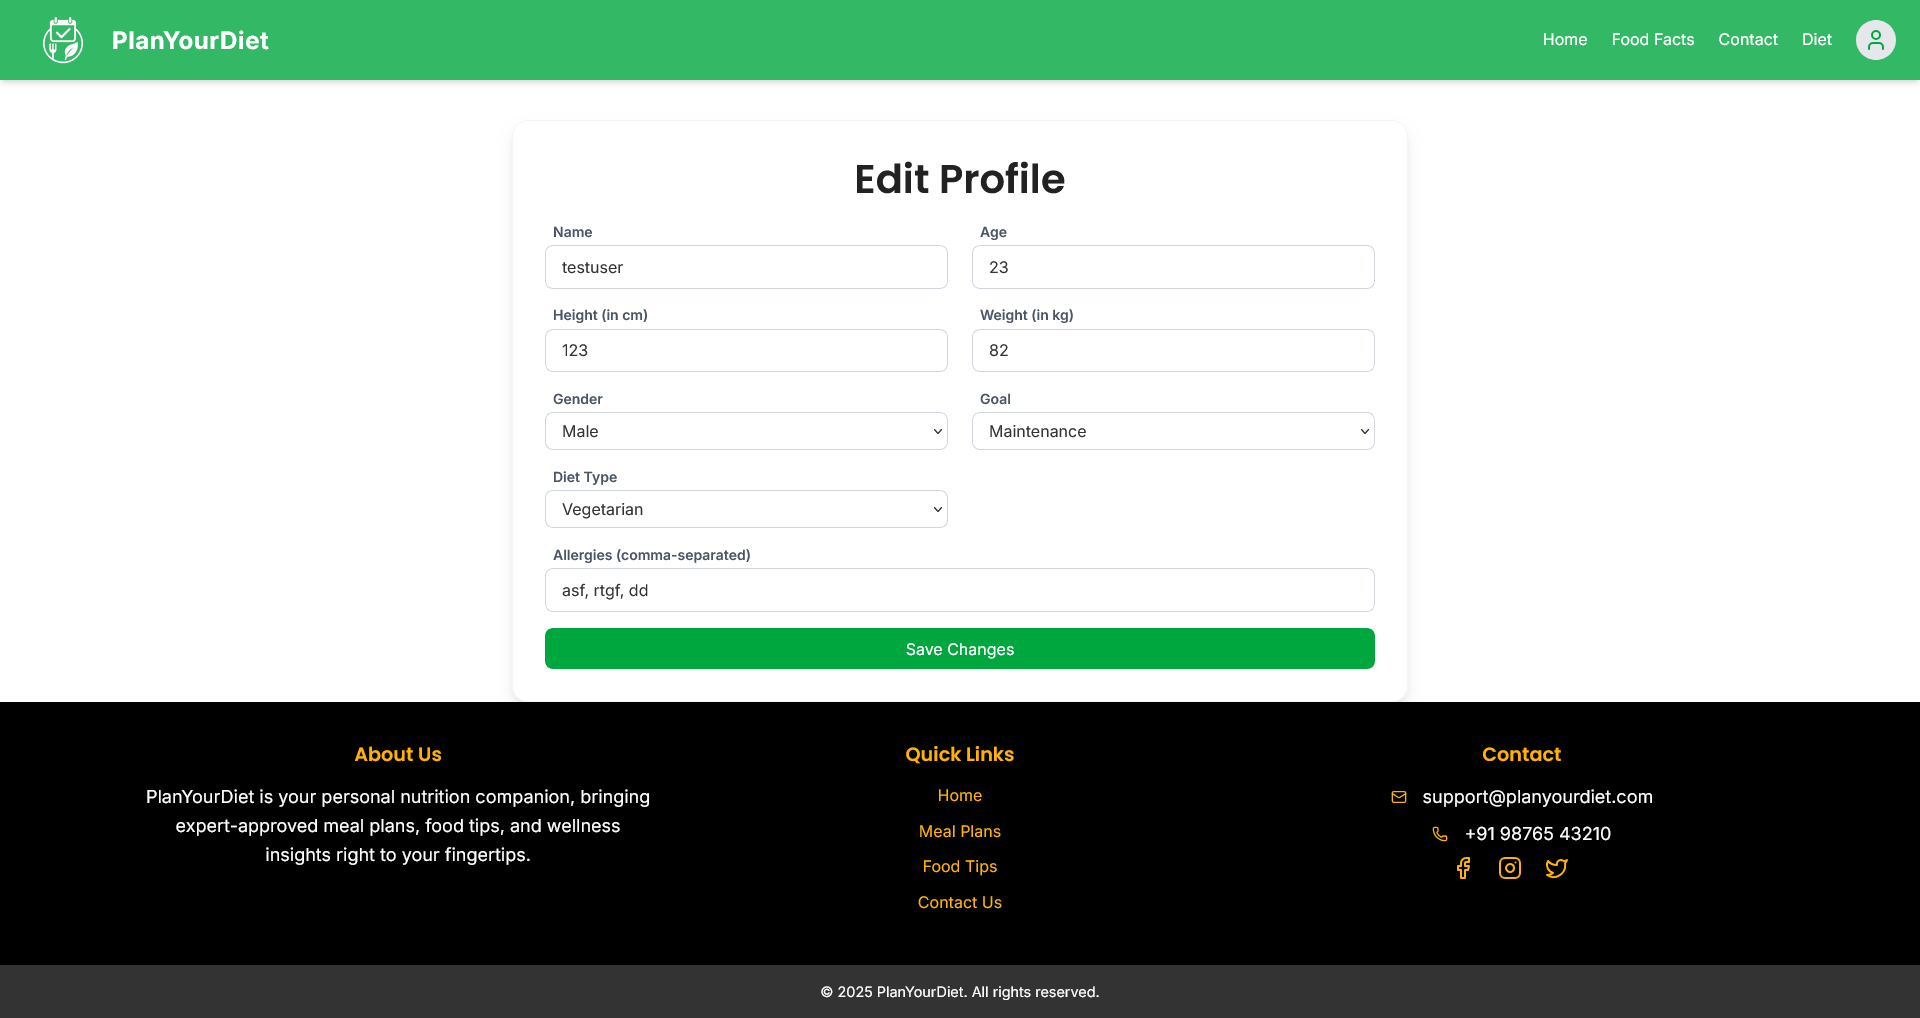 PlanYourDiet
Home Food Facts Contact Diet
Edit Profile
Name Age
testuser 23
Height (in cm) Weight (in kg)
123 82
Gender Goal
Male Maintenance
Diet Type
Vegetarian
Allergies (comma-separated)
asf, rtgf, dd
Save Changes
About Us
PlanYourDiet is your personal nutrition companion, bringing
expert-approved meal plans, food tips, and wellness
insights right to your fingertips.
Quick Links
Home
Meal Plans
Food Tips
Contact Us
Contact
support@planyourdiet.com
+91 98765 43210
© 2025 PlanYourDiet. All rights reserved.